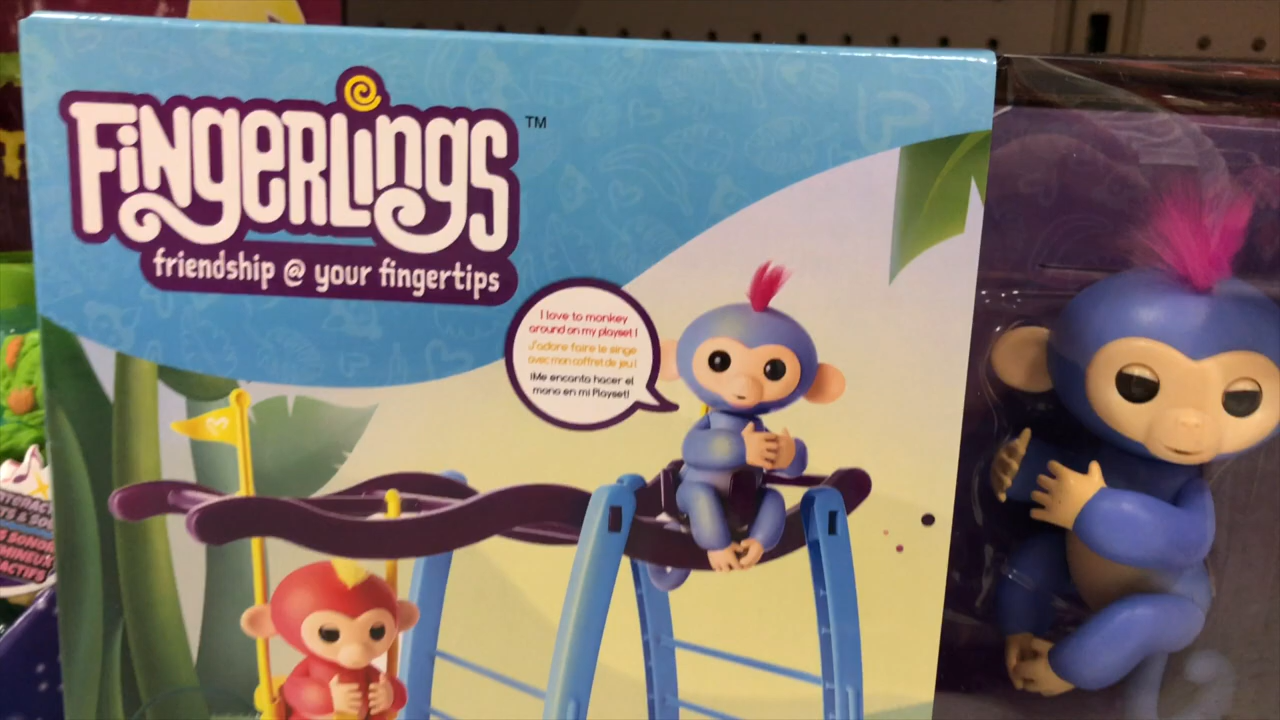 FiNGERLiNgS
TM
friendship @ your fingertips
I love to monkey
around on my playset !
J'adore faire le singe
avec mon coffret de jeu !
¡Me encanta hacer el
mono en mi Playset!
MINEUX